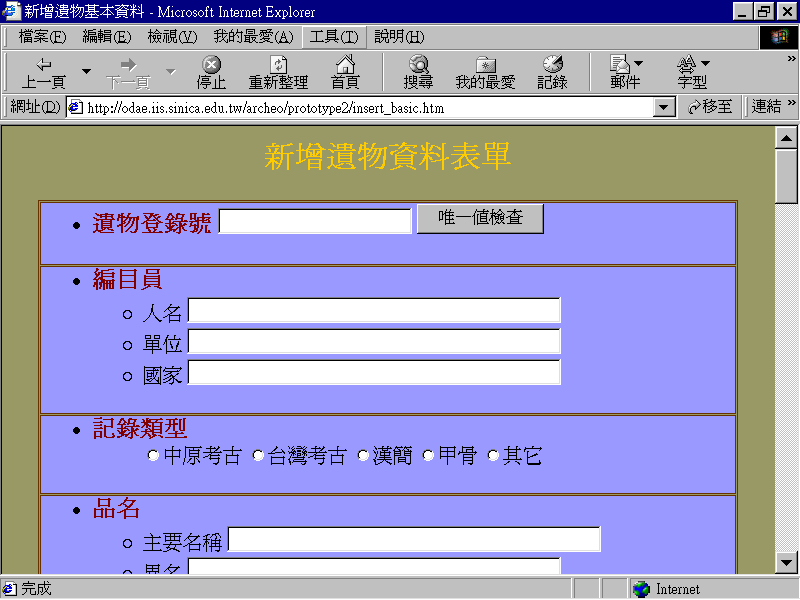 新增遺物基本資料 - Microsoft Internet Explorer
檔案(F) 編輯(E) 檢視(V) 我的最愛(A) 工具(T) 說明(H)
上一頁 下一頁 停止 重新整理 首頁 搜尋 我的最愛 記錄 郵件 字型 »
網址(D) http://odae.iis.sinica.edu.tw/archeo/prototype2/insert_basic.htm 移至 連結 »
新增遺物資料表單
遺物登錄號 唯一値檢查
編目員
人名
單位
國家
記錄類型
中原考古 台灣考古 漢簡 甲骨 其它
品名
主要名稱
完成 Internet